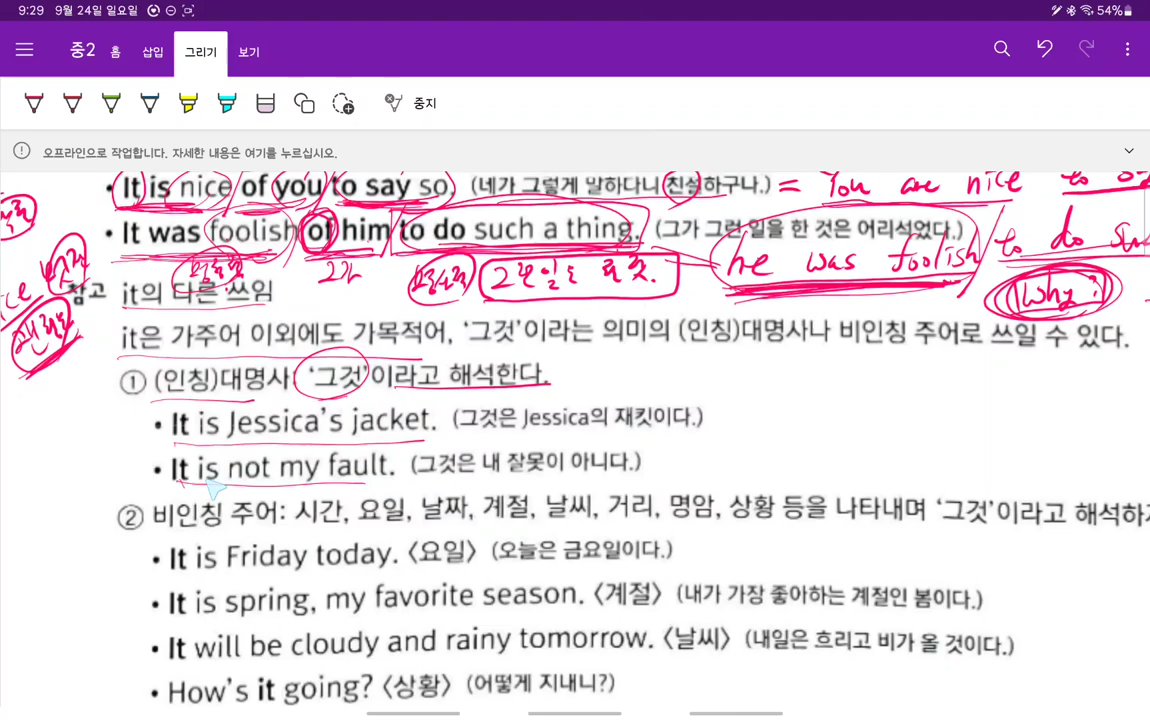 9:29 9월 24일 일요일 54%
중2 홈 삽입 그리기 보기
중지
오프라인으로 작업합니다. 자세한 내용은 여기를 누르십시오.
• It is nice of you to say so. (네가 그렇게 말하다니 친절하구나.) = You are nice to
• It was foolish of him to do such a thing. (그가 그런 일을 한 것은 어리석었다.) he was foolish to do
그가 그런 일을 Why?
참고 it의 다른 쓰임
it은 가주어 이외에도 가목적어, ‘그것’이라는 의미의 (인칭)대명사나 비인칭 주어로 쓰일 수 있다.
① (인칭)대명사: ‘그것’이라고 해석한다.
• It is Jessica’s jacket. (그것은 Jessica의 재킷이다.)
• It is not my fault. (그것은 내 잘못이 아니다.)
② 비인칭 주어: 시간, 요일, 날짜, 계절, 날씨, 거리, 명암, 상황 등을 나타내며 ‘그것’이라고 해석하지
• It is Friday today. 〈요일〉 (오늘은 금요일이다.)
• It is spring, my favorite season. 〈계절〉 (내가 가장 좋아하는 계절인 봄이다.)
• It will be cloudy and rainy tomorrow. 〈날씨〉 (내일은 흐리고 비가 올 것이다.)
• How’s it going? 〈상황〉 (어떻게 지내니?)